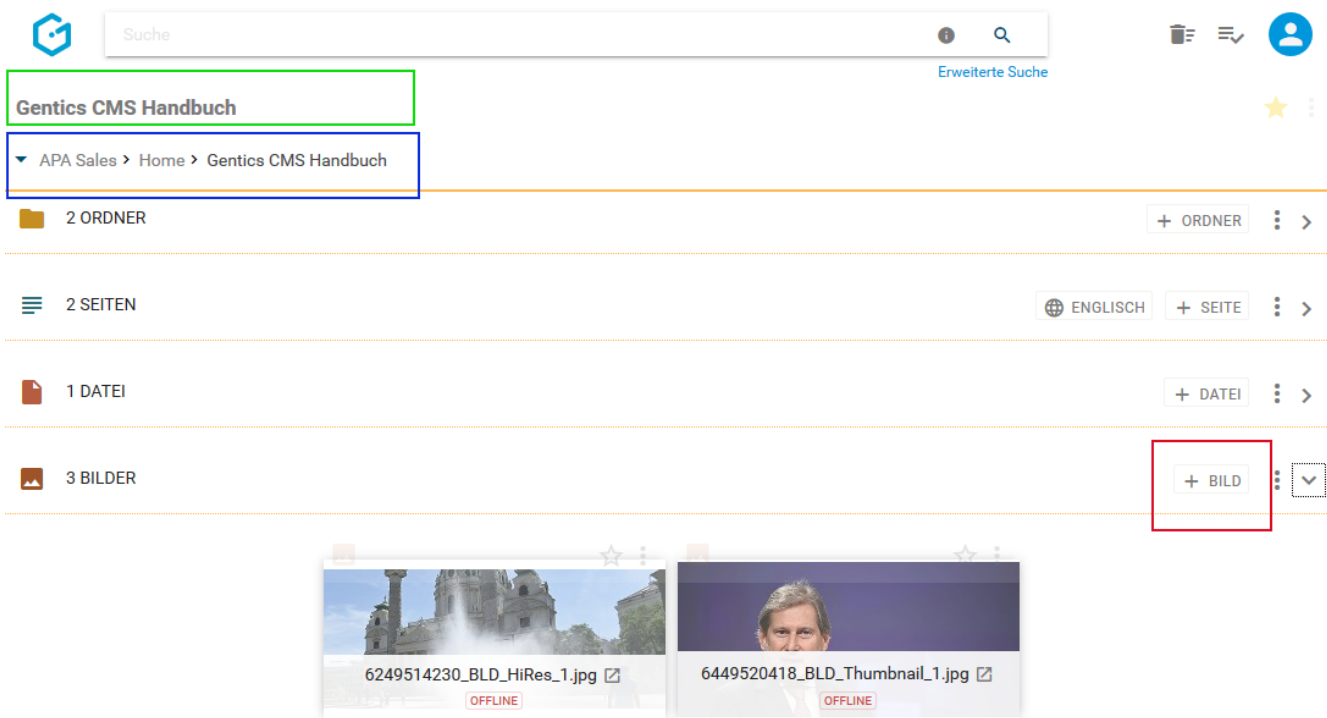 Suche
Erweiterte Suche
Gentics CMS Handbuch
APA Sales > Home > Gentics CMS Handbuch
2 ORDNER
+ ORDNER
2 SEITEN
ENGLISCH + SEITE
1 DATEI
+ DATEI
3 BILDER
+ BILD
6249514230_BLD_HiRes_1.jpg
OFFLINE
6449520418_BLD_Thumbnail_1.jpg
OFFLINE